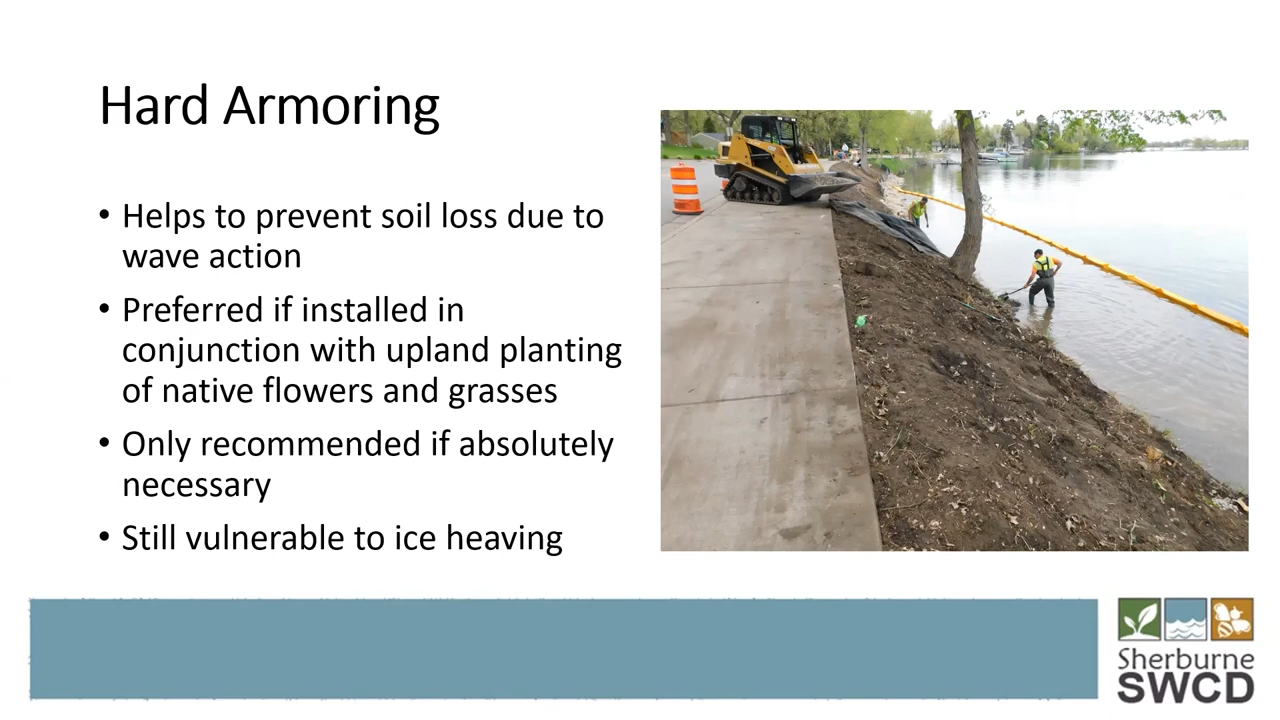 Hard Armoring
• Helps to prevent soil loss due to
wave action
• Preferred if installed in
conjunction with upland planting
of native flowers and grasses
• Only recommended if absolutely
necessary
• Still vulnerable to ice heaving
Sherburne
SWCD